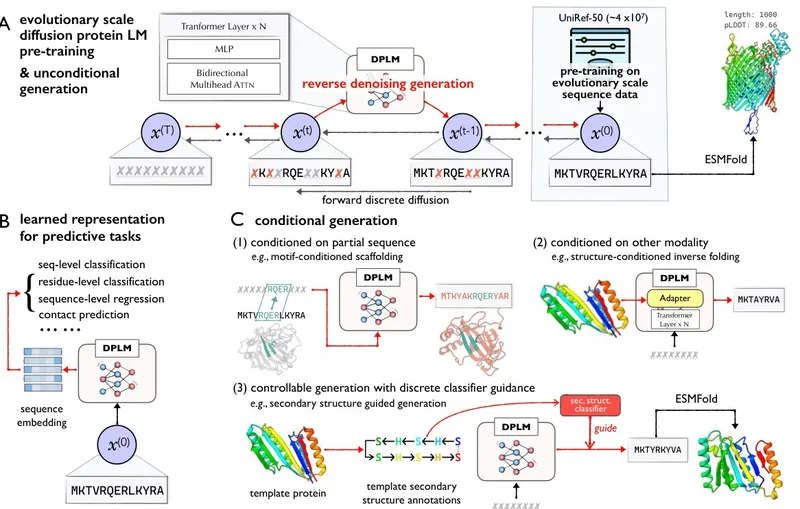 A
evolutionary scale
diffusion protein LM
pre-training
& unconditional
generation
Tranformer Layer x N
MLP
Bidirectional
Multihead ATTN
DPLM
reverse denoising generation
UniRef-50 (~4 x10⁷)
pre-training on
evolutionary scale
sequence data
length: 1000
pLDDT: 89.66
x(T)
...
x(t)
x(t-1)
...
x(0)
ESMFold
XXXXXXXXXX
XKXXRQEXXKYXA
MKTXRQEXXKYRA
MKTVRQERLKYRA
forward discrete diffusion
B
learned representation
for predictive tasks
seq-level classification
residue-level classification
sequence-level regression
contact prediction
... ...
DPLM
sequence
embedding
x(0)
MKTVRQERLKYRA
C
conditional generation
(1) conditioned on partial sequence
e.g., motif-conditioned scaffolding
XXXXXRQERXXX
MKTVRQERLKYRA
DPLM
MTKYAKRQERYAR
(2) conditioned on other modality
e.g., structure-conditioned inverse folding
DPLM
Adapter
Transformer
Layer x N
XXXXXXXX
MKTAYRVA
(3) controllable generation with discrete classifier guidance
e.g., secondary structure guided generation
sec. struct.
classifier
guide
ESMFold
S H S H S
S H S H S
DPLM
MKTYRKYVA
template protein
template secondary
structure annotations
XXXXXXXX